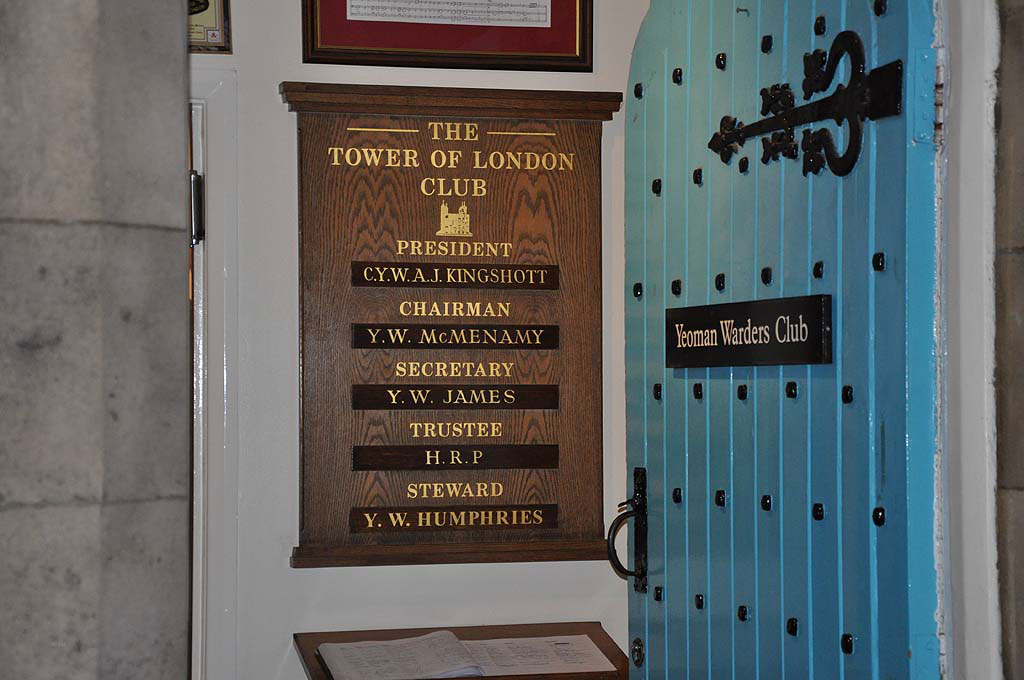 THE
TOWER OF LONDON
CLUB
PRESIDENT
C.Y.W.A.J. KINGSHOTT
CHAIRMAN
Y.W. McMENAMY
SECRETARY
Y.W. JAMES
TRUSTEE
H.R.P
STEWARD
Y.W. HUMPHRIES
Yeoman Warders Club